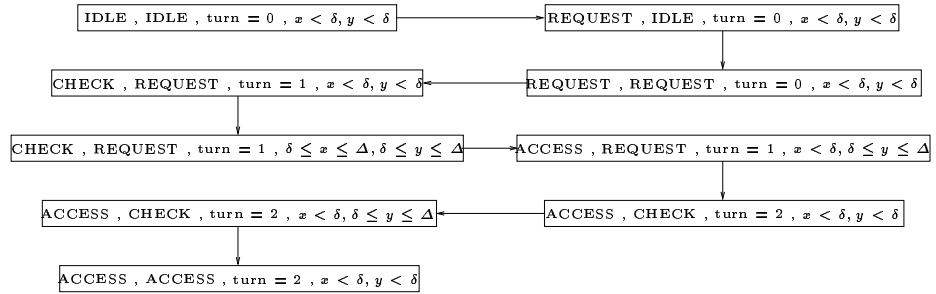 IDLE , IDLE , turn = 0 , x < δ, y < δ
REQUEST , IDLE , turn = 0 , x < δ, y < δ
CHECK , REQUEST , turn = 1 , x < δ, y < δ
REQUEST , REQUEST , turn = 0 , x < δ, y < δ
CHECK , REQUEST , turn = 1 , δ ≤ x ≤ Δ, δ ≤ y ≤ Δ
ACCESS , REQUEST , turn = 1 , x < δ, δ ≤ y ≤ Δ
ACCESS , CHECK , turn = 2 , x < δ, δ ≤ y ≤ Δ
ACCESS , CHECK , turn = 2 , x < δ, y < δ
ACCESS , ACCESS , turn = 2 , x < δ, y < δ